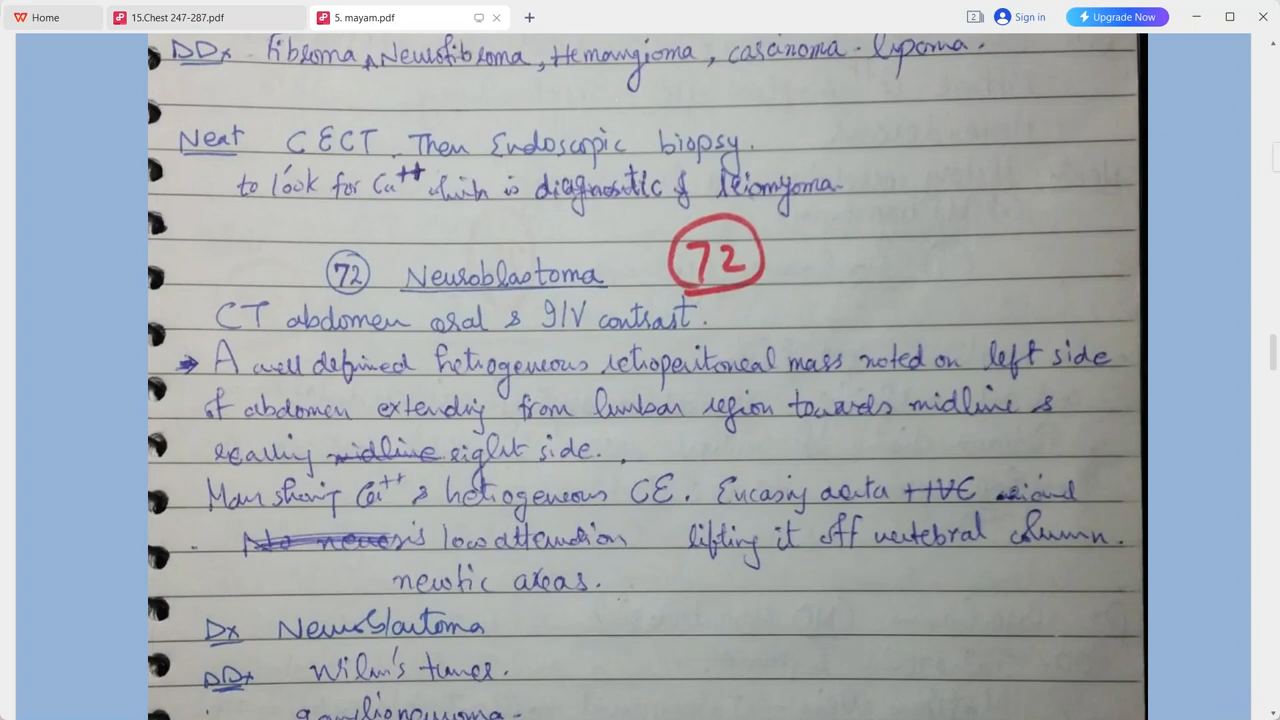 Home
15.Chest 247-287.pdf
5. mayam.pdf
2
Sign in
Upgrade Now
DDx Fibroma, Neurofibroma, Hemangioma, carcinoma - lipoma.
Next CECT. Then Endoscopic biopsy.
to look for Ca++ which is diagnostic of leiomyoma.
72 Neuroblastoma 72
CT abdomen oral & I/V contrast.
→ A well defined hetrogeneous retroperitoneal mass noted on left side
of abdomen extending from lumbar region towards midline &
reaching midline right side.
Mass showing Ca++ & hetrogeneous CE. Encasing aorta + IVC
is low attenuation lifting it off vertebral column.
necrotic areas.
Dx Neuroblastoma
DDx Wilm's tumor.
ganglioneuroma.